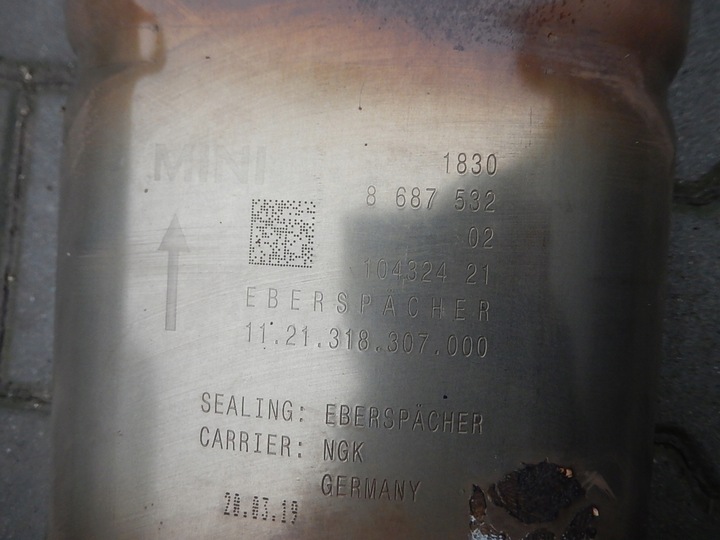 MINI
1830
8 687 532
02
104324 21
EBERSPÄCHER
11.21.318.307.000
SEALING: EBERSPÄCHER
CARRIER: NGK
GERMANY
20.03.19